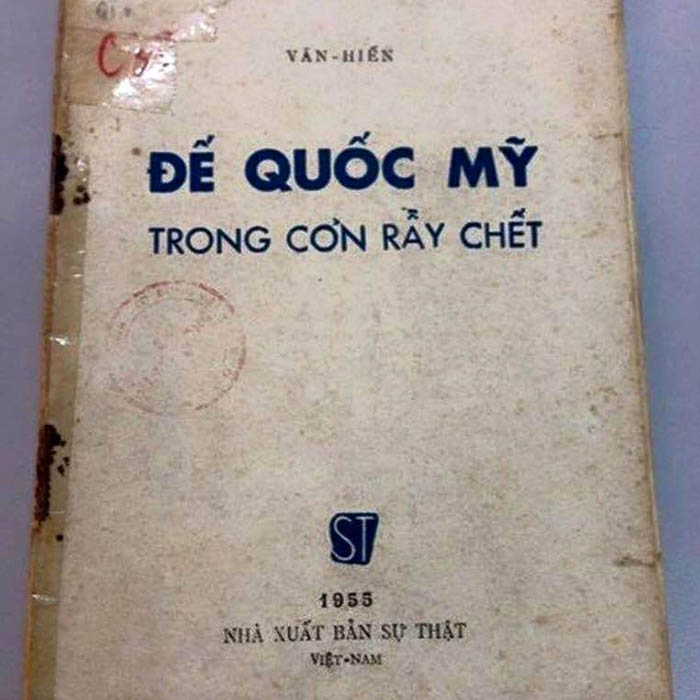 VĂN-HIẾN
ĐẾ QUỐC MỸ
TRONG CƠN RẪY CHẾT
ST
1955
NHÀ XUẤT BẢN SỰ THẬT
VIỆT-NAM